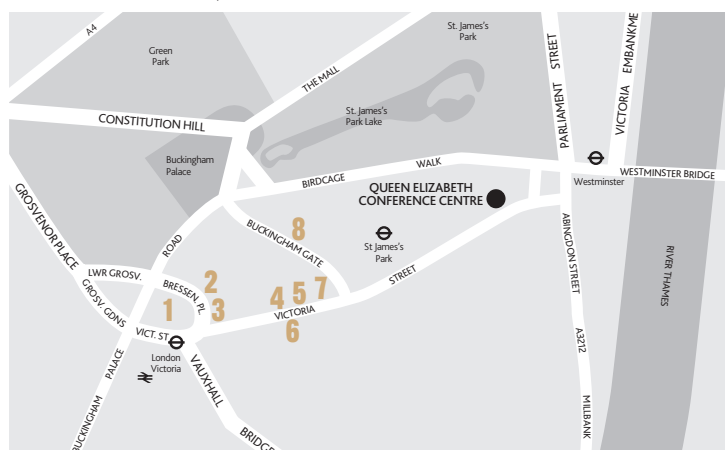 A4
Green
Park
St. James's
Park
THE MALL
PARLIAMENT STREET
VICTORIA EMBANKME
CONSTITUTION HILL
St. James's
Park Lake
Buckingham
Palace
BIRDCAGE WALK
Westminster
WESTMINSTER BRIDGE
QUEEN ELIZABETH
CONFERENCE CENTRE
GROSVENOR PLACE
ROAD
BUCKINGHAM GATE
8
St James's
Park
ABINGDON STREET
RIVER THAMES
LWR GROSV.
BRESSEN. PL
2
STREET
GROSV. GDNS
1
3
4
5
7
VICTORIA
6
VICT. ST
London
Victoria
A3212
PALACE
VAUXHALL
BUCKINGHAM
BRIDGE
MILLBANK